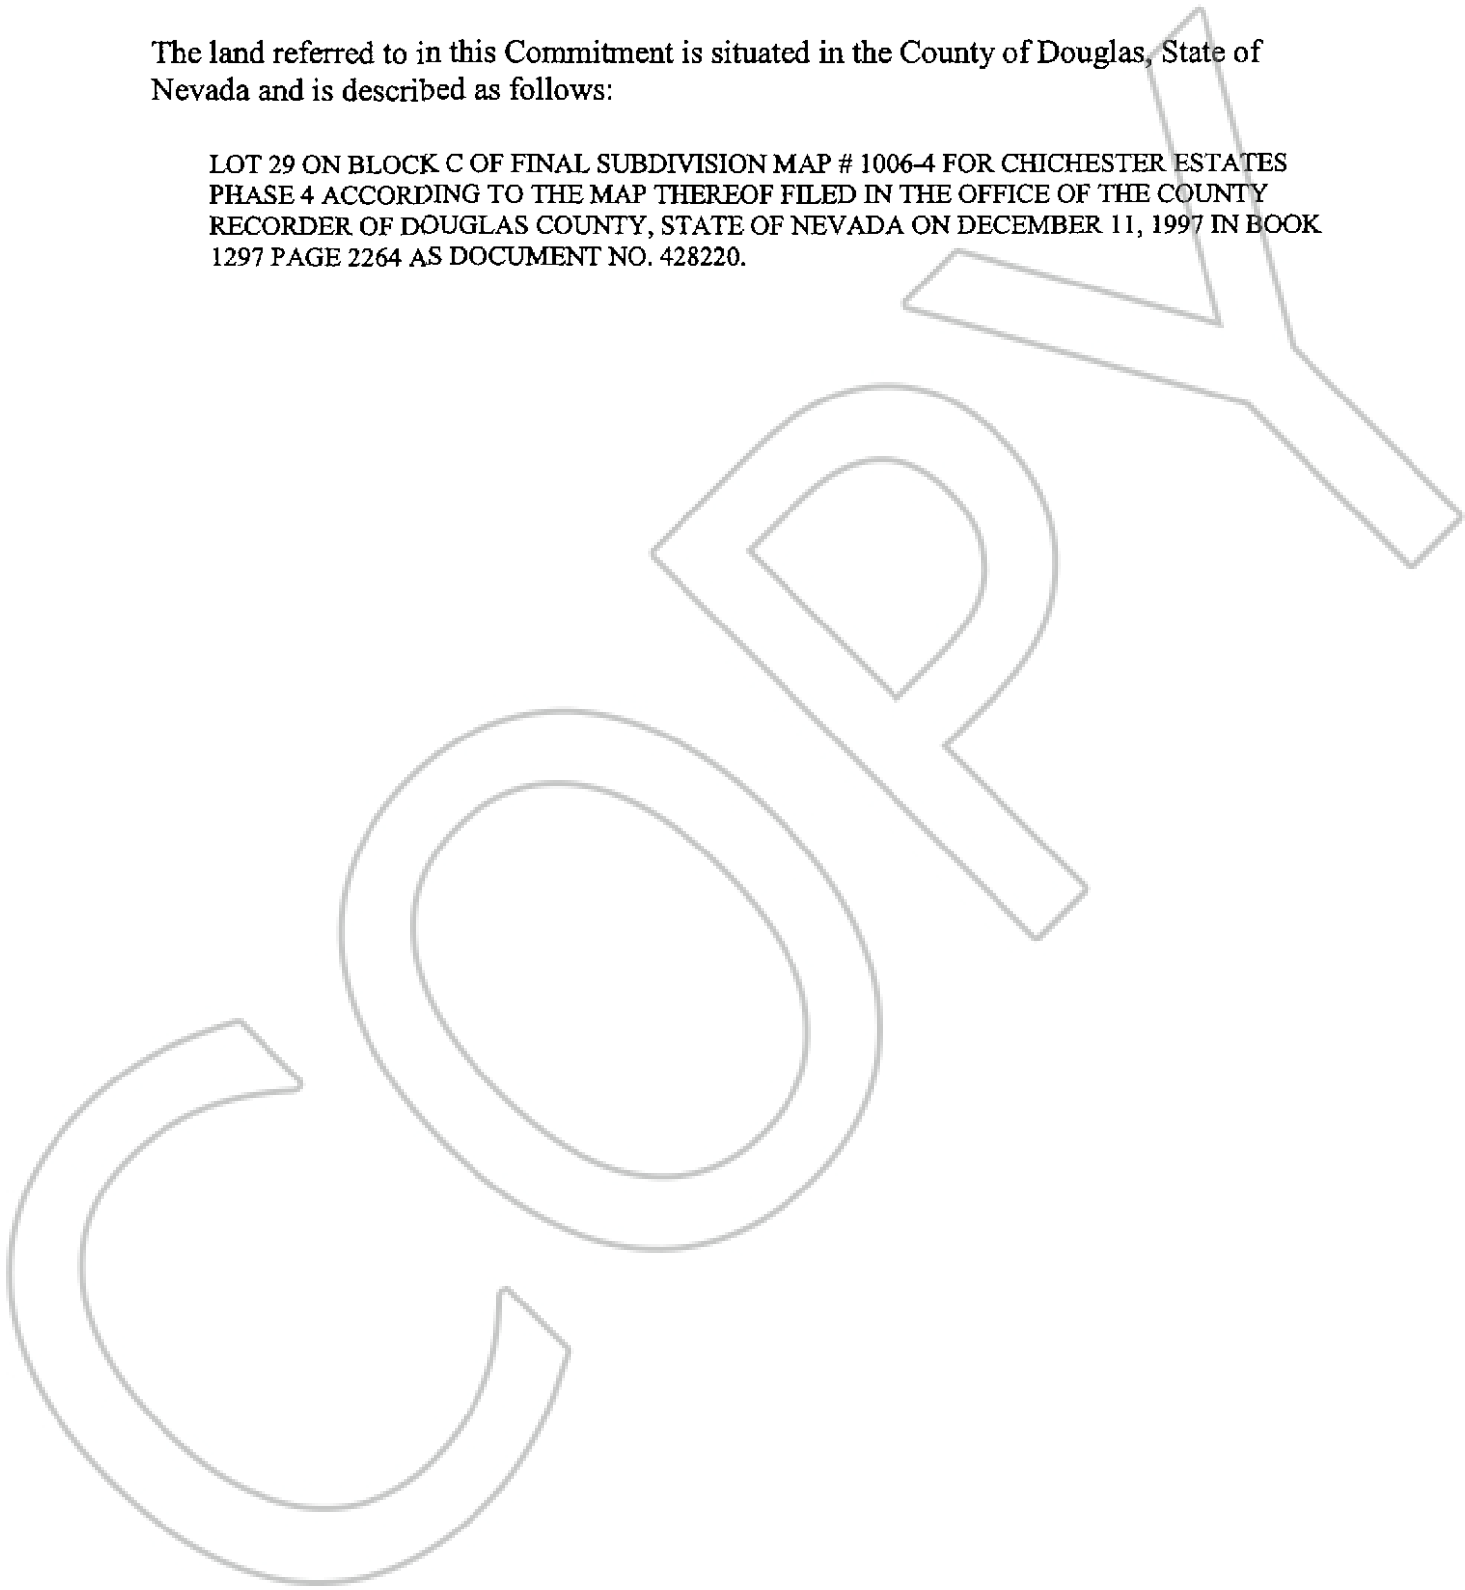 The land referred to in this Commitment is situated in the County of Douglas, State of
Nevada and is described as follows:
LOT 29 ON BLOCK C OF FINAL SUBDIVISION MAP # 1006-4 FOR CHICHESTER ESTATES
PHASE 4 ACCORDING TO THE MAP THEREOF FILED IN THE OFFICE OF THE COUNTY
RECORDER OF DOUGLAS COUNTY, STATE OF NEVADA ON DECEMBER 11, 1997 IN BOOK
1297 PAGE 2264 AS DOCUMENT NO. 428220.
COPY